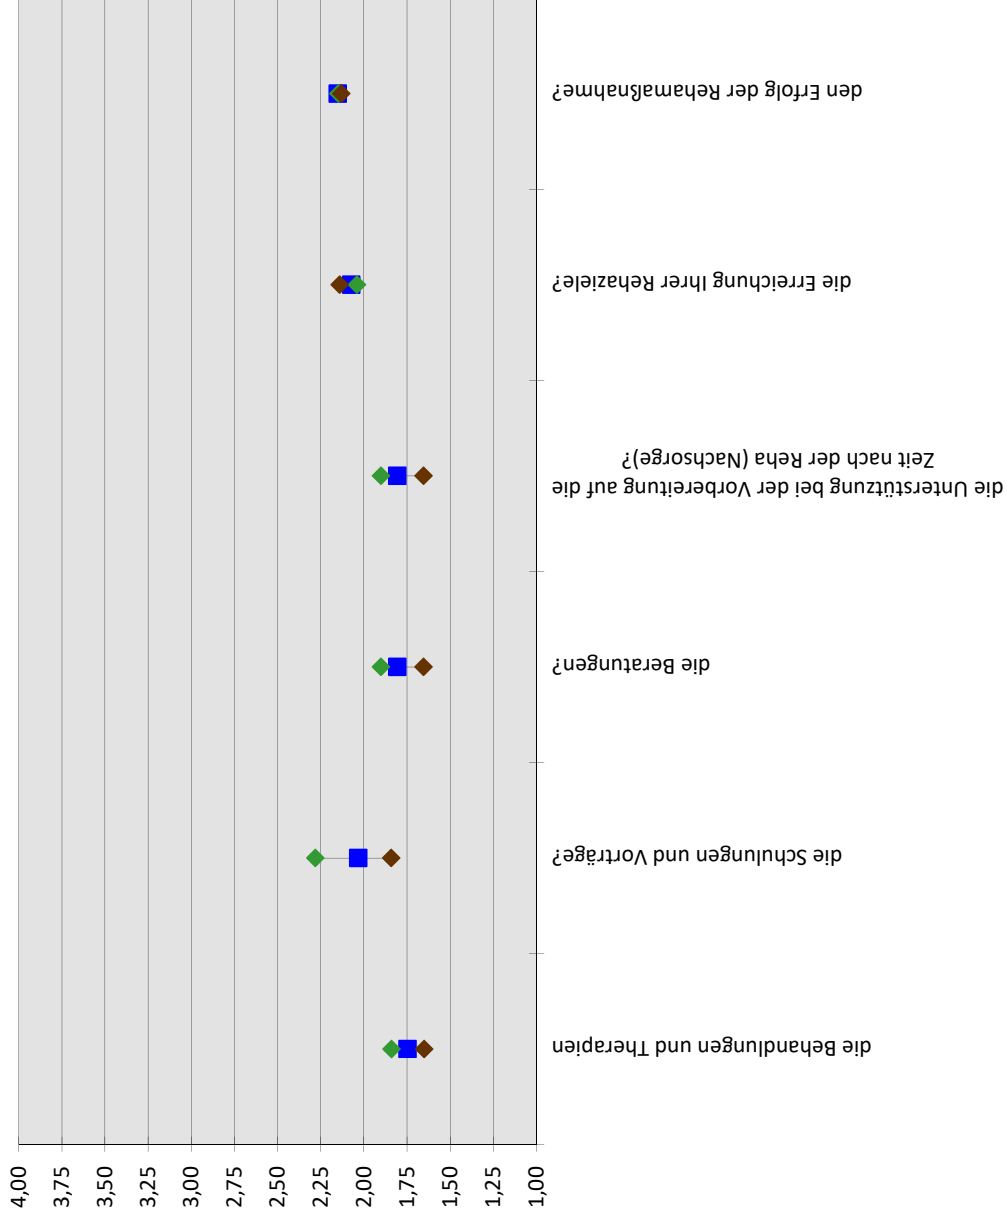 den Erfolg der Rehamaßnahme?
die Erreichung Ihrer Rehaziele?
die Unterstützung bei der Vorbereitung auf die
Zeit nach der Reha (Nachsorge)?
die Beratungen?
die Schulungen und Vorträge?
die Behandlungen und Therapien
4,00
3,75
3,50
3,25
3,00
2,75
2,50
2,25
2,00
1,75
1,50
1,25
1,00